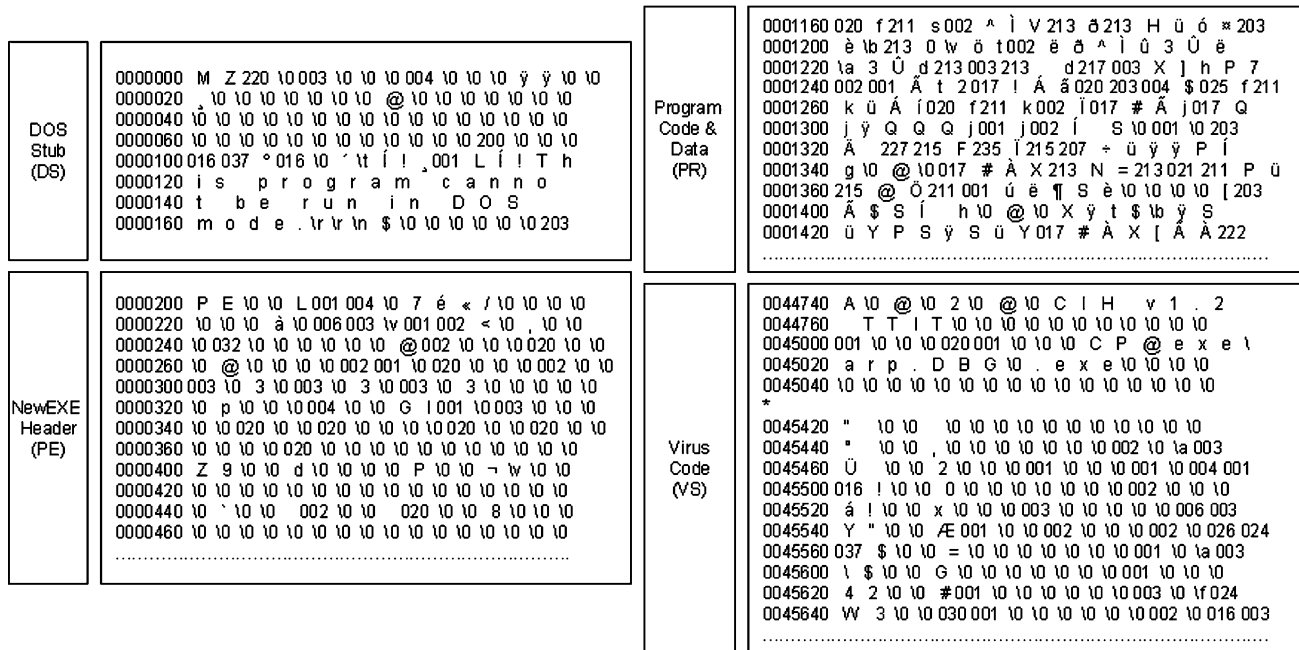 DOS
Stub
(DS)
0000000 M Z 220 \0 003 \0 \0 \0 004 \0 \0 \0 ÿ ÿ \0 \0
0000020 ¸ \0 \0 \0 \0 \0 \0 \0 @ \0 \0 \0 \0 \0 \0 \0
0000040 \0 \0 \0 \0 \0 \0 \0 \0 \0 \0 \0 \0 \0 \0 \0 \0
0000060 \0 \0 \0 \0 \0 \0 \0 \0 \0 \0 \0 \0 200 \0 \0 \0
0000100 016 037 º 016 \0 ´ \t Í ! ¸ 001 L Í ! T h
0000120 i s p r o g r a m c a n n o
0000140 t b e r u n i n D O S
0000160 m o d e . \r \r \n $ \0 \0 \0 \0 \0 \0 203
NewEXE
Header
(PE)
0000200 P E \0 \0 L 001 004 \0 7 é « / \0 \0 \0 \0
0000220 \0 \0 \0 \0 à \0 006 003 \v 001 002 < \0 , \0 \0
0000240 \0 032 \0 \0 \0 \0 \0 \0 @ 002 \0 \0 \0 020 \0 \0
0000260 \0 @ \0 \0 \0 \0 002 001 \0 020 \0 \0 \0 002 \0 \0
0000300 003 \0 3 \0 003 \0 3 \0 003 \0 3 \0 \0 \0 \0 \0
0000320 \0 p \0 \0 \0 004 \0 \0 G I 001 \0 003 \0 \0 \0
0000340 \0 \0 020 \0 \0 020 \0 \0 \0 \0 020 \0 \0 020 \0 \0
0000360 \0 \0 \0 \0 020 \0 \0 \0 \0 \0 \0 \0 \0 \0 \0 \0
0000400 Z 9 \0 \0 d \0 \0 \0 \0 P \0 \0 ¬ \v \0 \0
0000420 \0 \0 \0 \0 \0 \0 \0 \0 \0 \0 \0 \0 \0 \0 \0 \0
0000440 \0 ` \0 \0 002 \0 \0 020 \0 \0 8 \0 \0 \0
0000460 \0 \0 \0 \0 \0 \0 \0 \0 \0 \0 \0 \0 \0 \0 \0 \0
Program
Code &
Data
(PR)
0001160 020 f 211 s 002 ^ Ì V 213 ð 213 H ü ó ¤ 203
0001200 è \b 213 0 \v ö t 002 ë ð ^ Ì û 3 Û ë
0001220 \a 3 Û d 213 003 213 d 217 003 X ] h P 7
0001240 002 001 Ã t 2 017 ! Á ã 020 203 004 $ 025 f 211
0001260 k ü Á í 020 f 211 k 002 Ï 017 # Ã j 017 Q
0001300 j ÿ Q Q Q j 001 j 002 Í S \0 001 \0 203
0001320 Ä 227 215 F 235 Ï 215 207 ÷ ü ÿ ÿ P Í
0001340 g \0 @ \0 017 # À X 213 N = 213 021 211 P ü
0001360 215 @ Ö 211 001 ú ë ¶ S è \0 \0 \0 \0 [ 203
0001400 Ã $ S Í h \0 @ \0 X ÿ t $ \b ÿ S
0001420 ü Y P S ÿ S ü Y 017 # À X [ Â À 222
Virus
Code
(VS)
0044740 A \0 @ \0 2 \0 @ \0 C I H v 1 . 2
0044760 T T I T \0 \0 \0 \0 \0 \0 \0 \0 \0 \0 \0
0045000 001 \0 \0 \0 020 001 \0 \0 \0 C P @ e x e \
0045020 a r p . D B G \0 . e x e \0 \0 \0 \0
0045040 \0 \0 \0 \0 \0 \0 \0 \0 \0 \0 \0 \0 \0 \0 \0 \0
*
0045420 " \0 \0 \0 \0 \0 \0 \0 \0 \0 \0 \0 \0
0045440 " \0 \0 , \0 \0 \0 \0 \0 \0 \0 002 \0 \a 003
0045460 Ü \0 \0 2 \0 \0 \0 001 \0 \0 \0 001 \0 004 001
0045500 016 ! \0 \0 0 \0 \0 \0 \0 \0 \0 \0 002 \0 \0 \0
0045520 á ! \0 \0 x \0 \0 \0 003 \0 \0 \0 \0 \0 006 003
0045540 Y " \0 \0 Æ 001 \0 \0 002 \0 \0 \0 002 \0 026 024
0045560 037 $ \0 \0 = \0 \0 \0 \0 \0 \0 \0 001 \0 \a 003
0045600 \ $ \0 \0 G \0 \0 \0 \0 \0 \0 \0 001 \0 \0 \0
0045620 4 2 \0 \0 # 001 \0 \0 \0 \0 \0 \0 003 \0 \f 024
0045640 W 3 \0 \0 030 001 \0 \0 \0 \0 \0 \0 002 \0 016 003